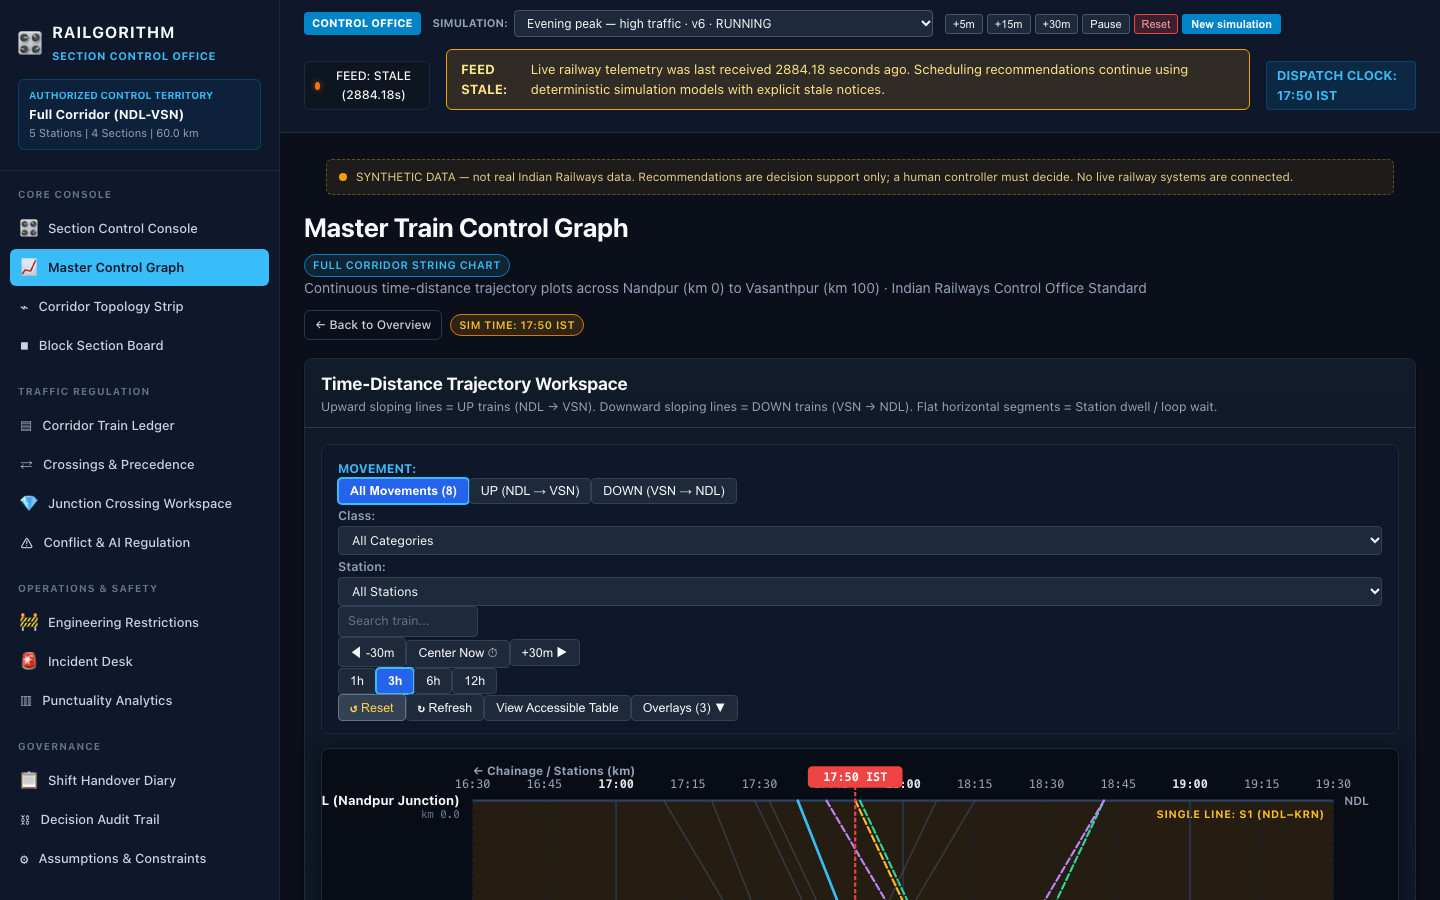 RAILGORITHM
SECTION CONTROL OFFICE
AUTHORIZED CONTROL TERRITORY
Full Corridor (NDL-VSN)
5 Stations | 4 Sections | 60.0 km
CORE CONSOLE
Section Control Console
Master Control Graph
Corridor Topology Strip
Block Section Board
TRAFFIC REGULATION
Corridor Train Ledger
Crossings & Precedence
Junction Crossing Workspace
Conflict & AI Regulation
OPERATIONS & SAFETY
Engineering Restrictions
Incident Desk
Punctuality Analytics
GOVERNANCE
Shift Handover Diary
Decision Audit Trail
Assumptions & Constraints
CONTROL OFFICE SIMULATION: Evening peak — high traffic · v6 · RUNNING +5m +15m +30m Pause Reset New simulation
FEED: STALE
(2884.18s)
FEED
STALE:
Live railway telemetry was last received 2884.18 seconds ago. Scheduling recommendations continue using
deterministic simulation models with explicit stale notices.
DISPATCH CLOCK:
17:50 IST
SYNTHETIC DATA — not real Indian Railways data. Recommendations are decision support only; a human controller must decide. No live railway systems are connected.
Master Train Control Graph
FULL CORRIDOR STRING CHART
Continuous time-distance trajectory plots across Nandpur (km 0) to Vasanthpur (km 100) · Indian Railways Control Office Standard
← Back to Overview SIM TIME: 17:50 IST
Time-Distance Trajectory Workspace
Upward sloping lines = UP trains (NDL → VSN). Downward sloping lines = DOWN trains (VSN → NDL). Flat horizontal segments = Station dwell / loop wait.
MOVEMENT:
All Movements (8) UP (NDL → VSN) DOWN (VSN → NDL)
Class:
All Categories
Station:
All Stations
Search train...
◀ -30m Center Now ⏱ +30m ▶
1h 3h 6h 12h
↺ Reset ↻ Refresh View Accessible Table Overlays (3) ▼
← Chainage / Stations (km) 17:50 IST
16:30 16:45 17:00 17:15 17:30 :00 18:15 18:30 18:45 19:00 19:15 19:30
L (Nandpur Junction) NDL
km 0.0 SINGLE LINE: S1 (NDL–KRN)